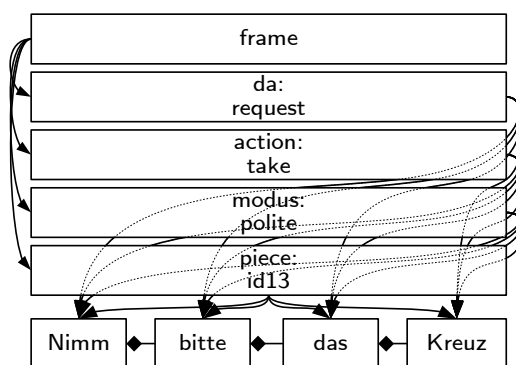 frame
da:
request
action:
take
modus:
polite
piece:
id13
Nimm bitte das Kreuz